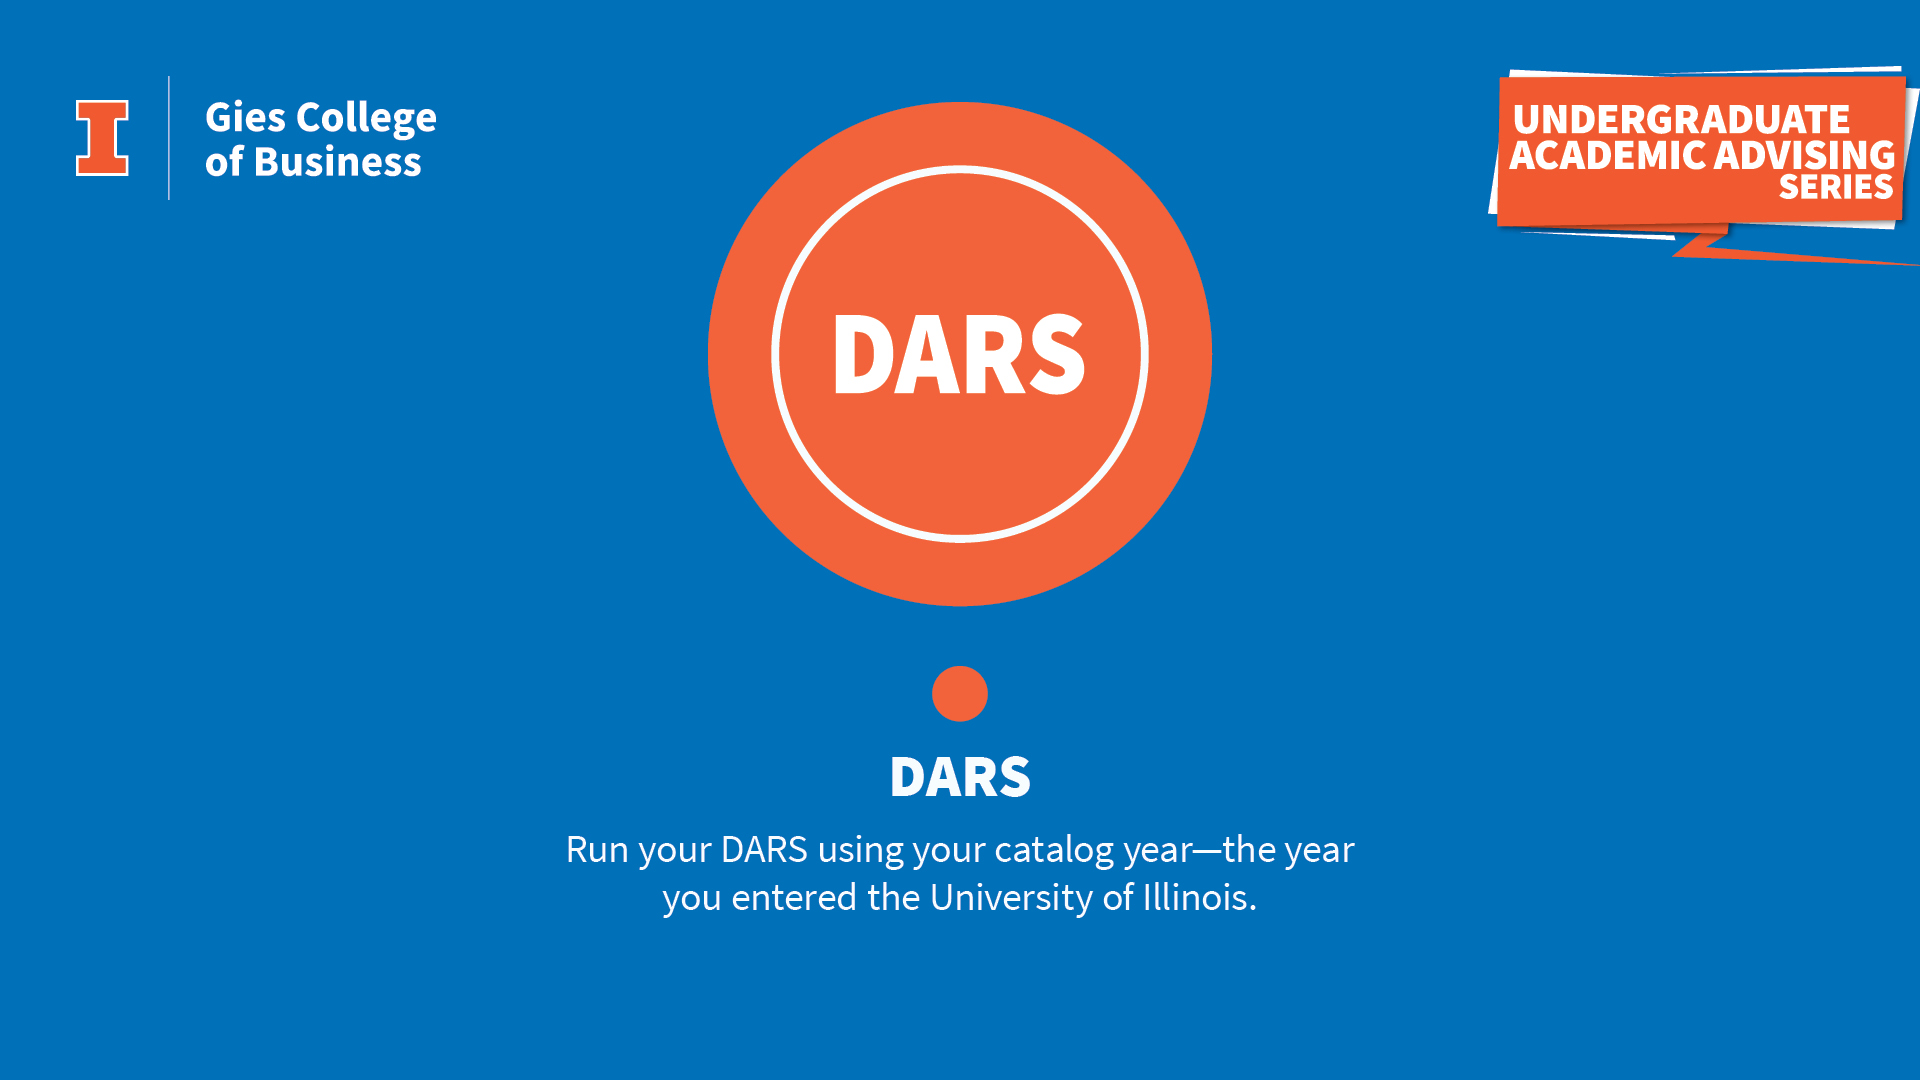 Gies College
of Business
UNDERGRADUATE
ACADEMIC ADVISING
SERIES
DARS
DARS
Run your DARS using your catalog year—the year
you entered the University of Illinois.